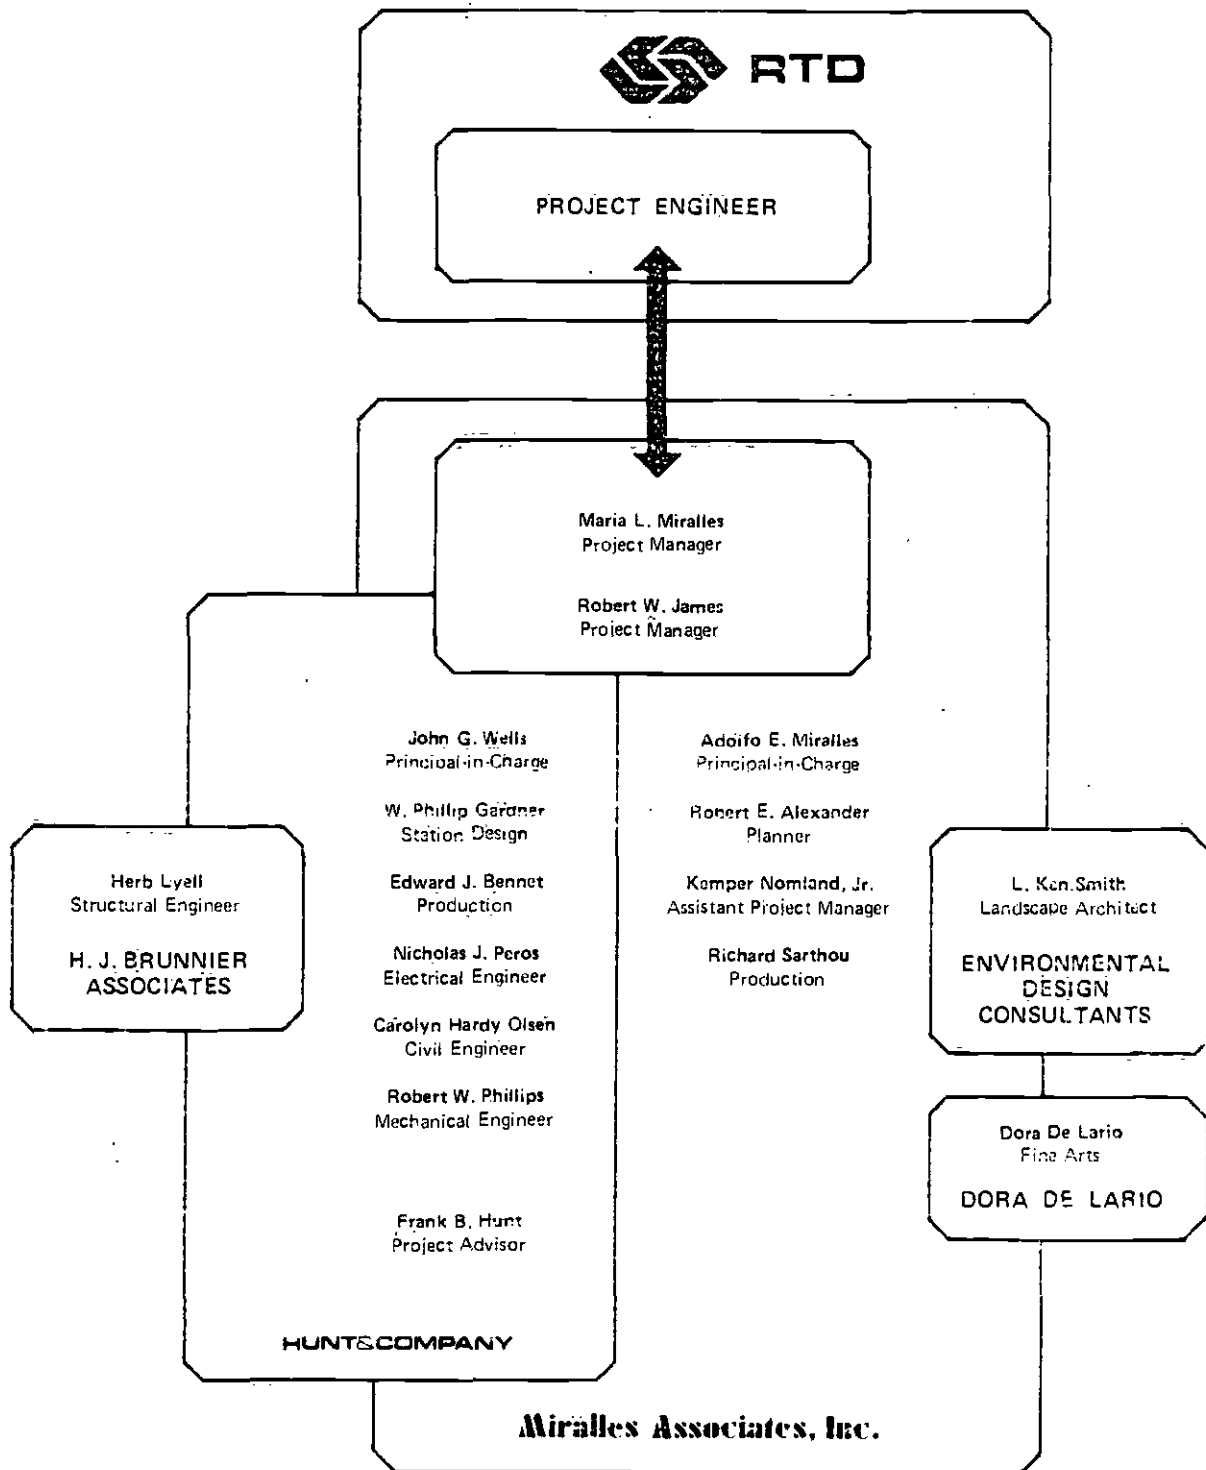 RTD
PROJECT ENGINEER
Maria L. Miralles
Project Manager
Robert W. James
Project Manager
John G. Wells
Principal-in-Charge
W. Phillip Gardner
Station Design
Edward J. Bennet
Production
Nicholas J. Peros
Electrical Engineer
Carolyn Hardy Olsen
Civil Engineer
Robert W. Phillips
Mechanical Engineer
Frank B. Hunt
Project Advisor
HUNT&COMPANY
Adolfo E. Miralles
Principal-in-Charge
Robert E. Alexander
Planner
Kemper Nomland, Jr.
Assistant Project Manager
Richard Sarthou
Production
Herb Lyell
Structural Engineer
H. J. BRUNNIER
ASSOCIATES
L. Ken Smith
Landscape Architect
ENVIRONMENTAL
DESIGN
CONSULTANTS
Dora De Lario
Fine Arts
DORA DE LARIO
Miralles Associates, Inc.